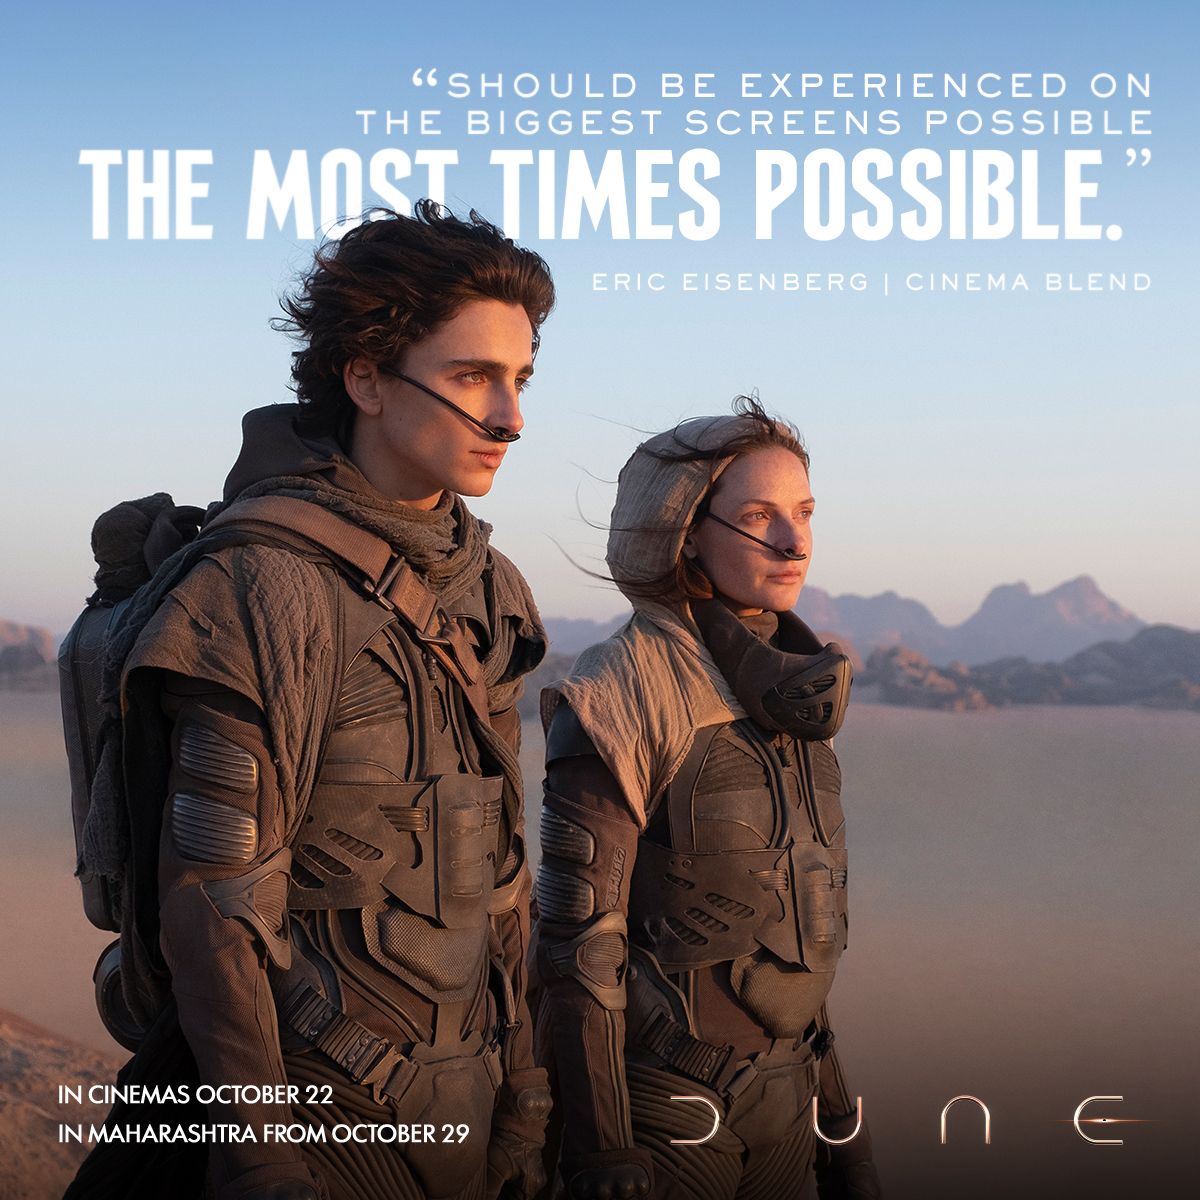 “SHOULD BE EXPERIENCED ON
THE BIGGEST SCREENS POSSIBLE
THE MOST TIMES POSSIBLE.”
ERIC EISENBERG | CINEMA BLEND
IN CINEMAS OCTOBER 22
IN MAHARASHTRA FROM OCTOBER 29
DUNE